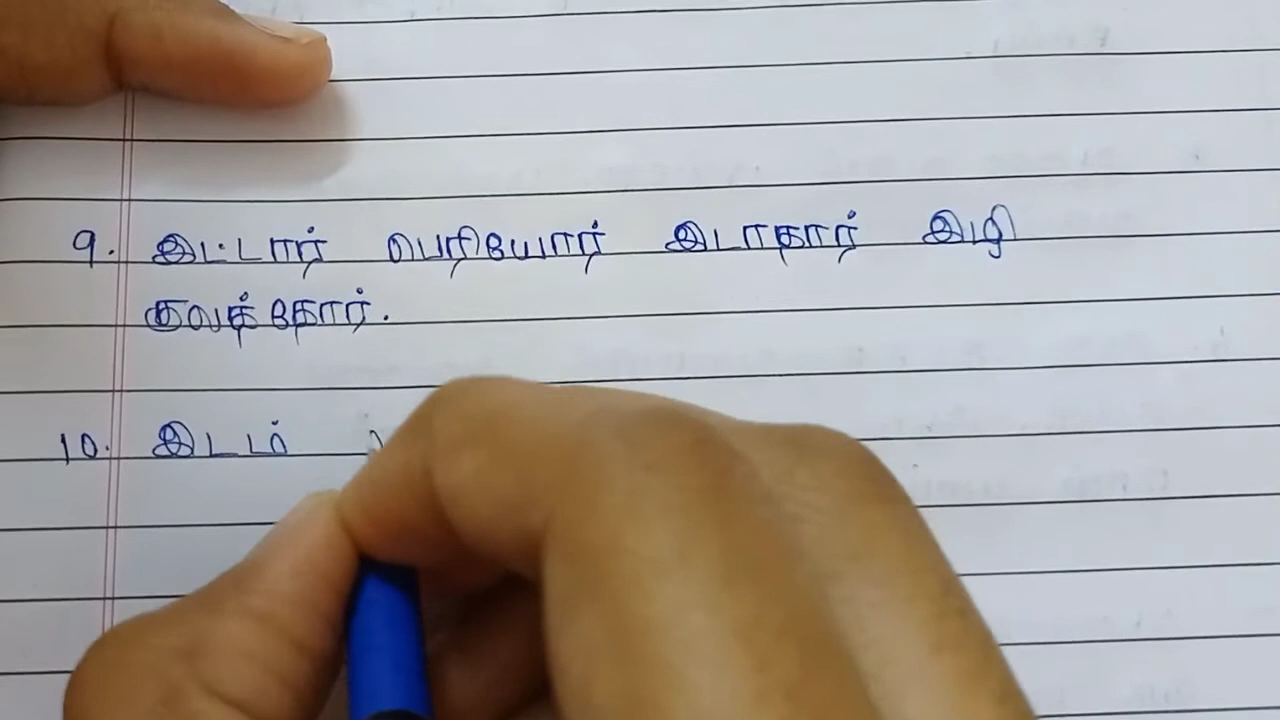 9. இட்டார் பெரியோர் இடாதார் இழி
குலத்தோர்.
10. இடம்